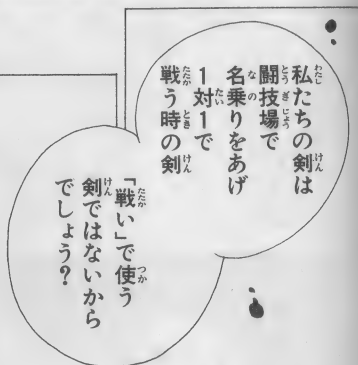 私たちの剣は
闘技場で
名乗りをあげ
1対1で
戦う時の剣
「戦い」で使う
剣ではないから
でしょう？